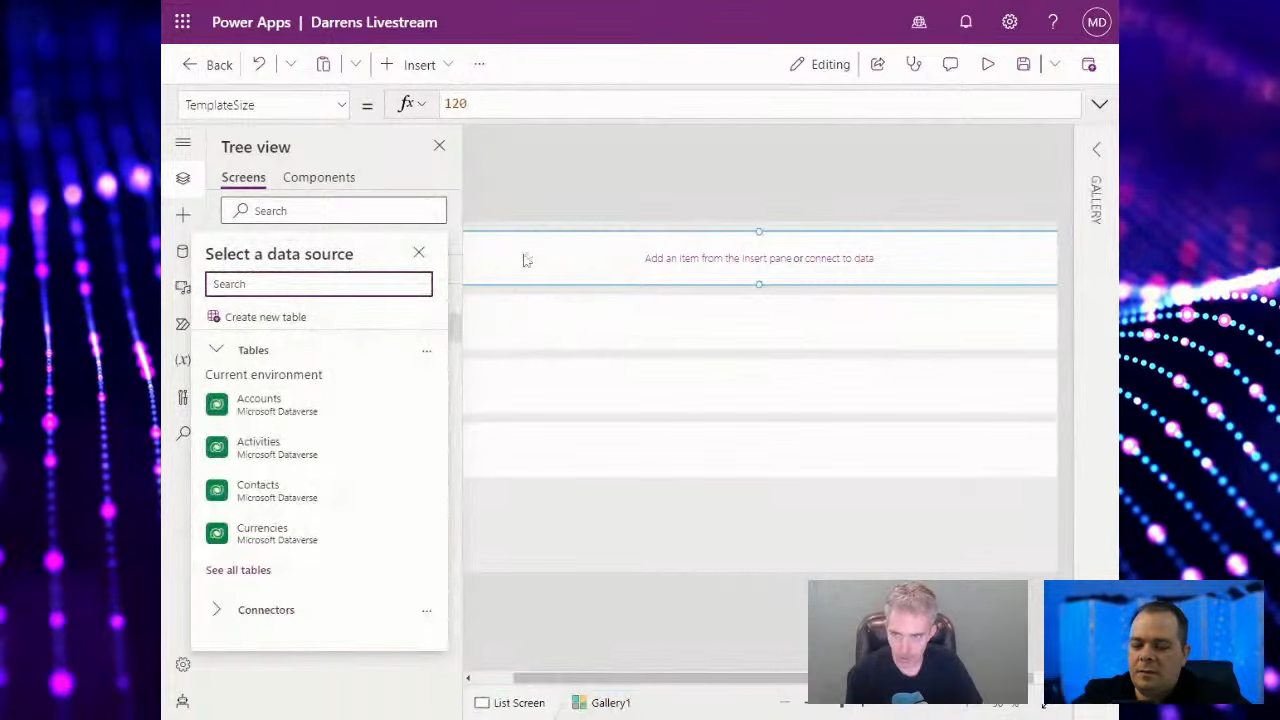 Power Apps | Darrens Livestream
MD
Back
Insert
Editing
TemplateSize
=
fx
120
Tree view
Screens
Components
Search
Select a data source
Search
Create new table
Tables
Current environment
Accounts
Microsoft Dataverse
Activities
Microsoft Dataverse
Contacts
Microsoft Dataverse
Currencies
Microsoft Dataverse
See all tables
Connectors
Add an item from the Insert pane or connect to data
GALLERY
List Screen
Gallery1